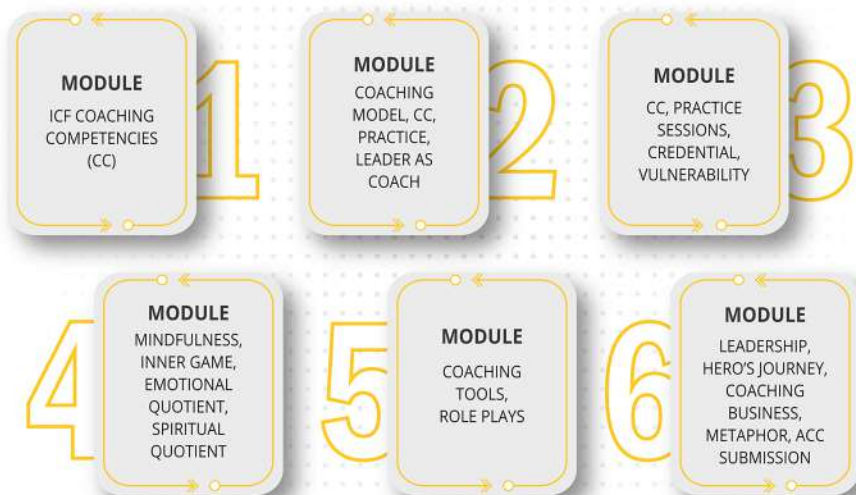 MODULE
ICF COACHING
COMPETENCIES
(CC)
1
MODULE
COACHING
MODEL, CC,
PRACTICE,
LEADER AS
COACH
2
MODULE
CC, PRACTICE
SESSIONS,
CREDENTIAL,
VULNERABILITY
3
4
MODULE
MINDFULNESS,
INNER GAME,
EMOTIONAL
QUOTIENT,
SPIRITUAL
QUOTIENT
5
MODULE
COACHING
TOOLS,
ROLE PLAYS
6
MODULE
LEADERSHIP,
HERO'S JOURNEY,
COACHING
BUSINESS,
METAPHOR, ACC
SUBMISSION